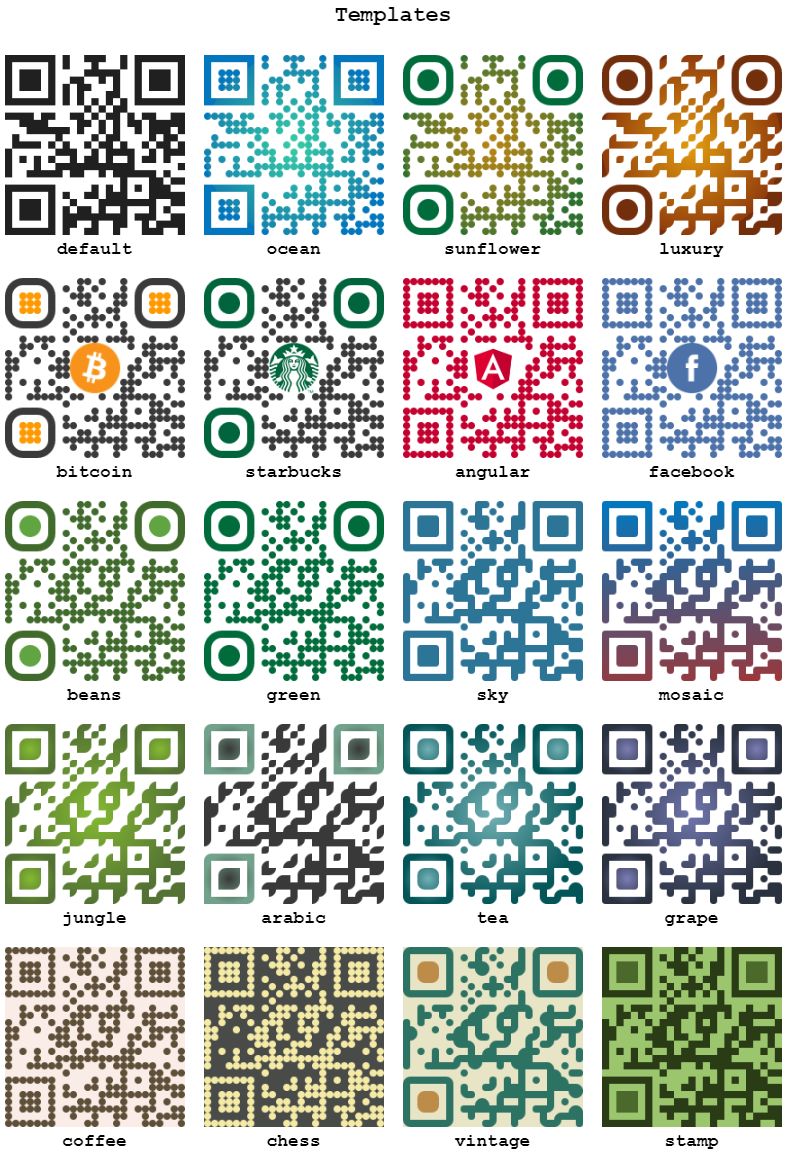 Templates
default ocean sunflower luxury
bitcoin starbucks angular facebook
beans green sky mosaic
jungle arabic tea grape
coffee chess vintage stamp